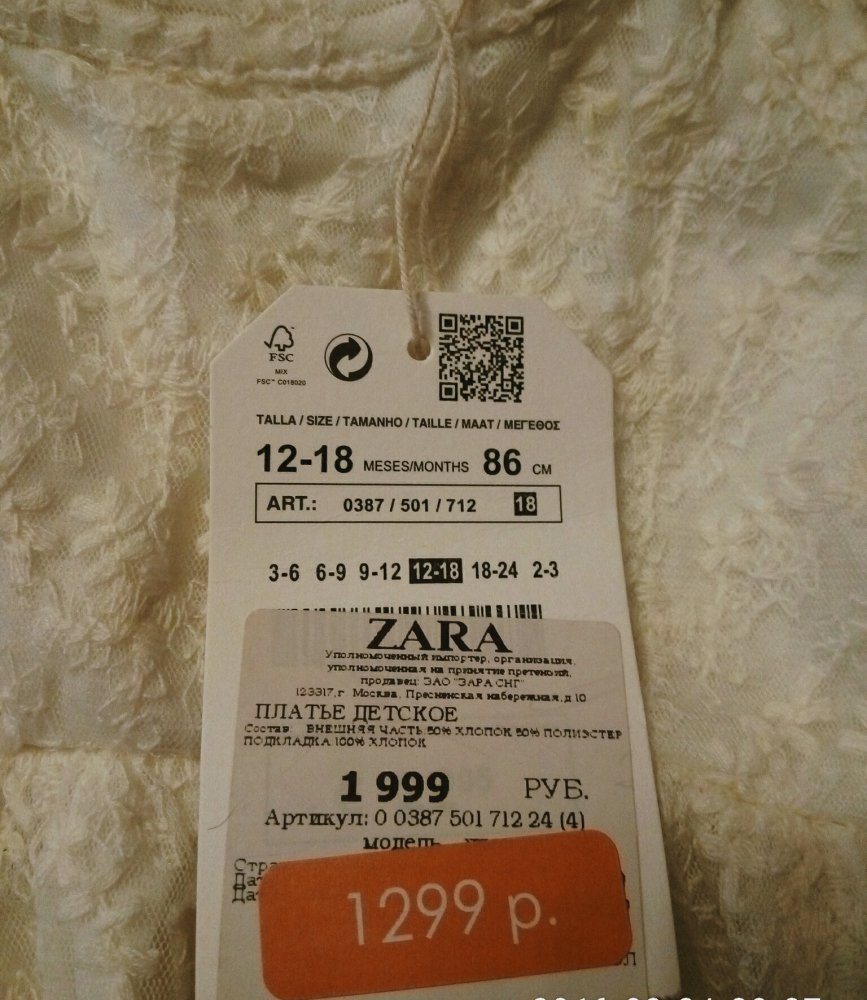 FSC
MIX
FSC™ C018020
TALLA / SIZE / TAMANHO / TAILLE / MAAT / ΜΕΓΕΘΟΣ
12-18 MESES/MONTHS 86 CM
ART.: 0387 / 501 / 712 18
3-6 6-9 9-12 12-18 18-24 2-3
ZARA
Уполномоченный импортер, организация,
уполномоченная на принятие претензий,
продавец: ЗАО "ЗАРА СНГ"
123317,г. Москва, Пресненская набережная,д 10
ПЛАТЬЕ ДЕТСКОЕ
Состав: ВНЕШНЯЯ ЧАСТЬ 50% ХЛОПОК 50% ПОЛИЭСТЕР
ПОДКЛАДКА 100% ХЛОПОК
1 999 РУБ.
Артикул: 0 0387 501 712 24 (4)
модель
1299 р.